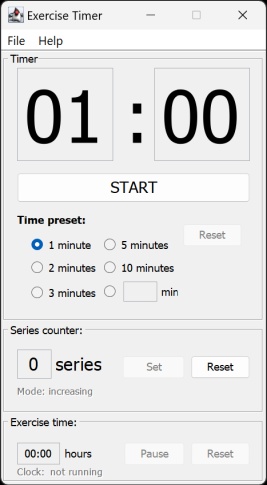 Exercise Timer
File Help
Timer
01 : 00
START
Time preset:
Reset
1 minute 5 minutes
2 minutes 10 minutes
3 minutes min
Series counter:
0 series Set Reset
Mode: increasing
Exercise time:
00:00 hours Pause Reset
Clock: not running